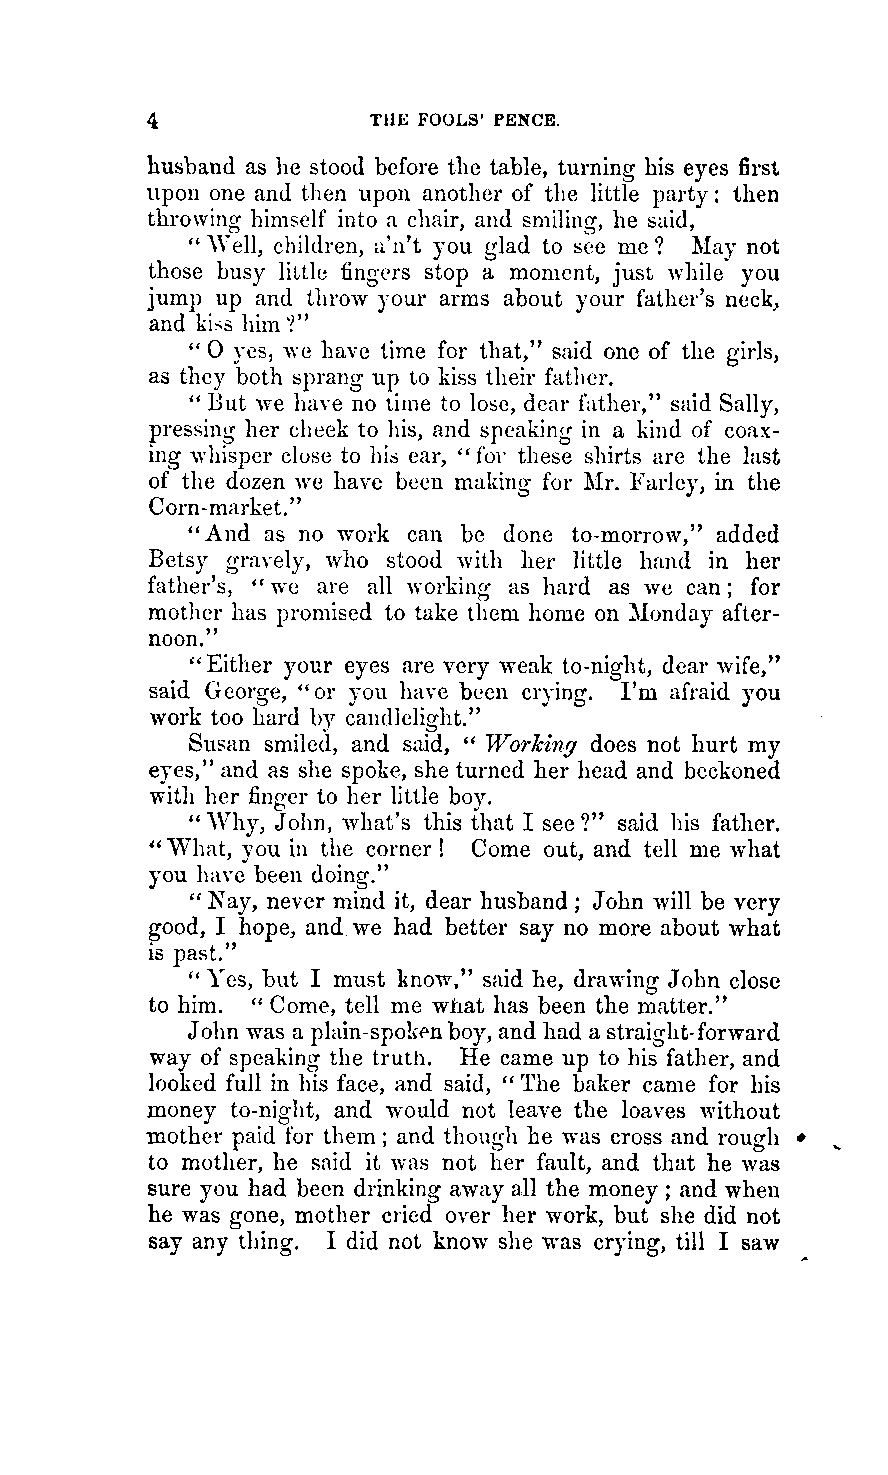 4 THE FOOLS' PENCE.
husband as he stood before the table, turning his eyes first
upon one and then upon another of the little party: then
throwing himself into a chair, and smiling, he said,
"Well, children, a'n't you glad to see me? May not
those busy little fingers stop a moment, just while you
jump up and throw your arms about your father's neck,
and kiss him?"
"O yes, we have time for that," said one of the girls,
as they both sprang up to kiss their father.
"But we have no time to lose, dear father," said Sally,
pressing her cheek to his, and speaking in a kind of coax-
ing whisper close to his ear, "for these shirts are the last
of the dozen we have been making for Mr. Farley, in the
Corn-market."
"And as no work can be done to-morrow," added
Betsy gravely, who stood with her little hand in her
father's, "we are all working as hard as we can; for
mother has promised to take them home on Monday after-
noon."
"Either your eyes are very weak to-night, dear wife,"
said George, "or you have been crying. I'm afraid you
work too hard by candlelight."
Susan smiled, and said, "Working does not hurt my
eyes," and as she spoke, she turned her head and beckoned
with her finger to her little boy.
"Why, John, what's this that I see?" said his father.
"What, you in the corner! Come out, and tell me what
you have been doing."
"Nay, never mind it, dear husband; John will be very
good, I hope, and we had better say no more about what
is past."
"Yes, but I must know," said he, drawing John close
to him. "Come, tell me what has been the matter."
John was a plain-spoken boy, and had a straight-forward
way of speaking the truth. He came up to his father, and
looked full in his face, and said, "The baker came for his
money to-night, and would not leave the loaves without
mother paid for them; and though he was cross and rough
to mother, he said it was not her fault, and that he was
sure you had been drinking away all the money; and when
he was gone, mother cried over her work, but she did not
say any thing. I did not know she was crying, till I saw